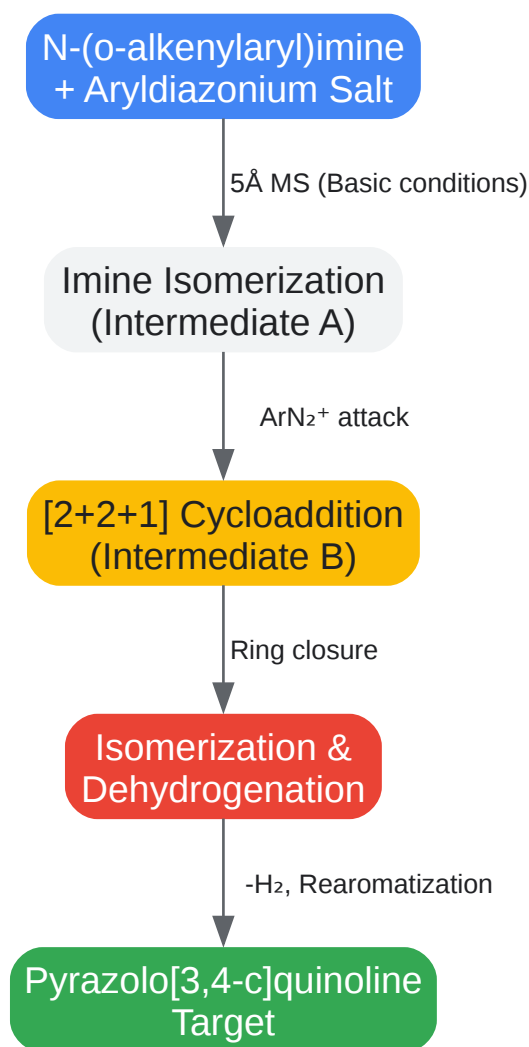 N-(o-alkenylaryl)imine
+ Aryldiazonium Salt
5Å MS (Basic conditions)
Imine Isomerization
(Intermediate A)
ArN₂⁺ attack
[2+2+1] Cycloaddition
(Intermediate B)
Ring closure
Isomerization &
Dehydrogenation
-H₂, Rearomatization
Pyrazolo[3,4-c]quinoline
Target